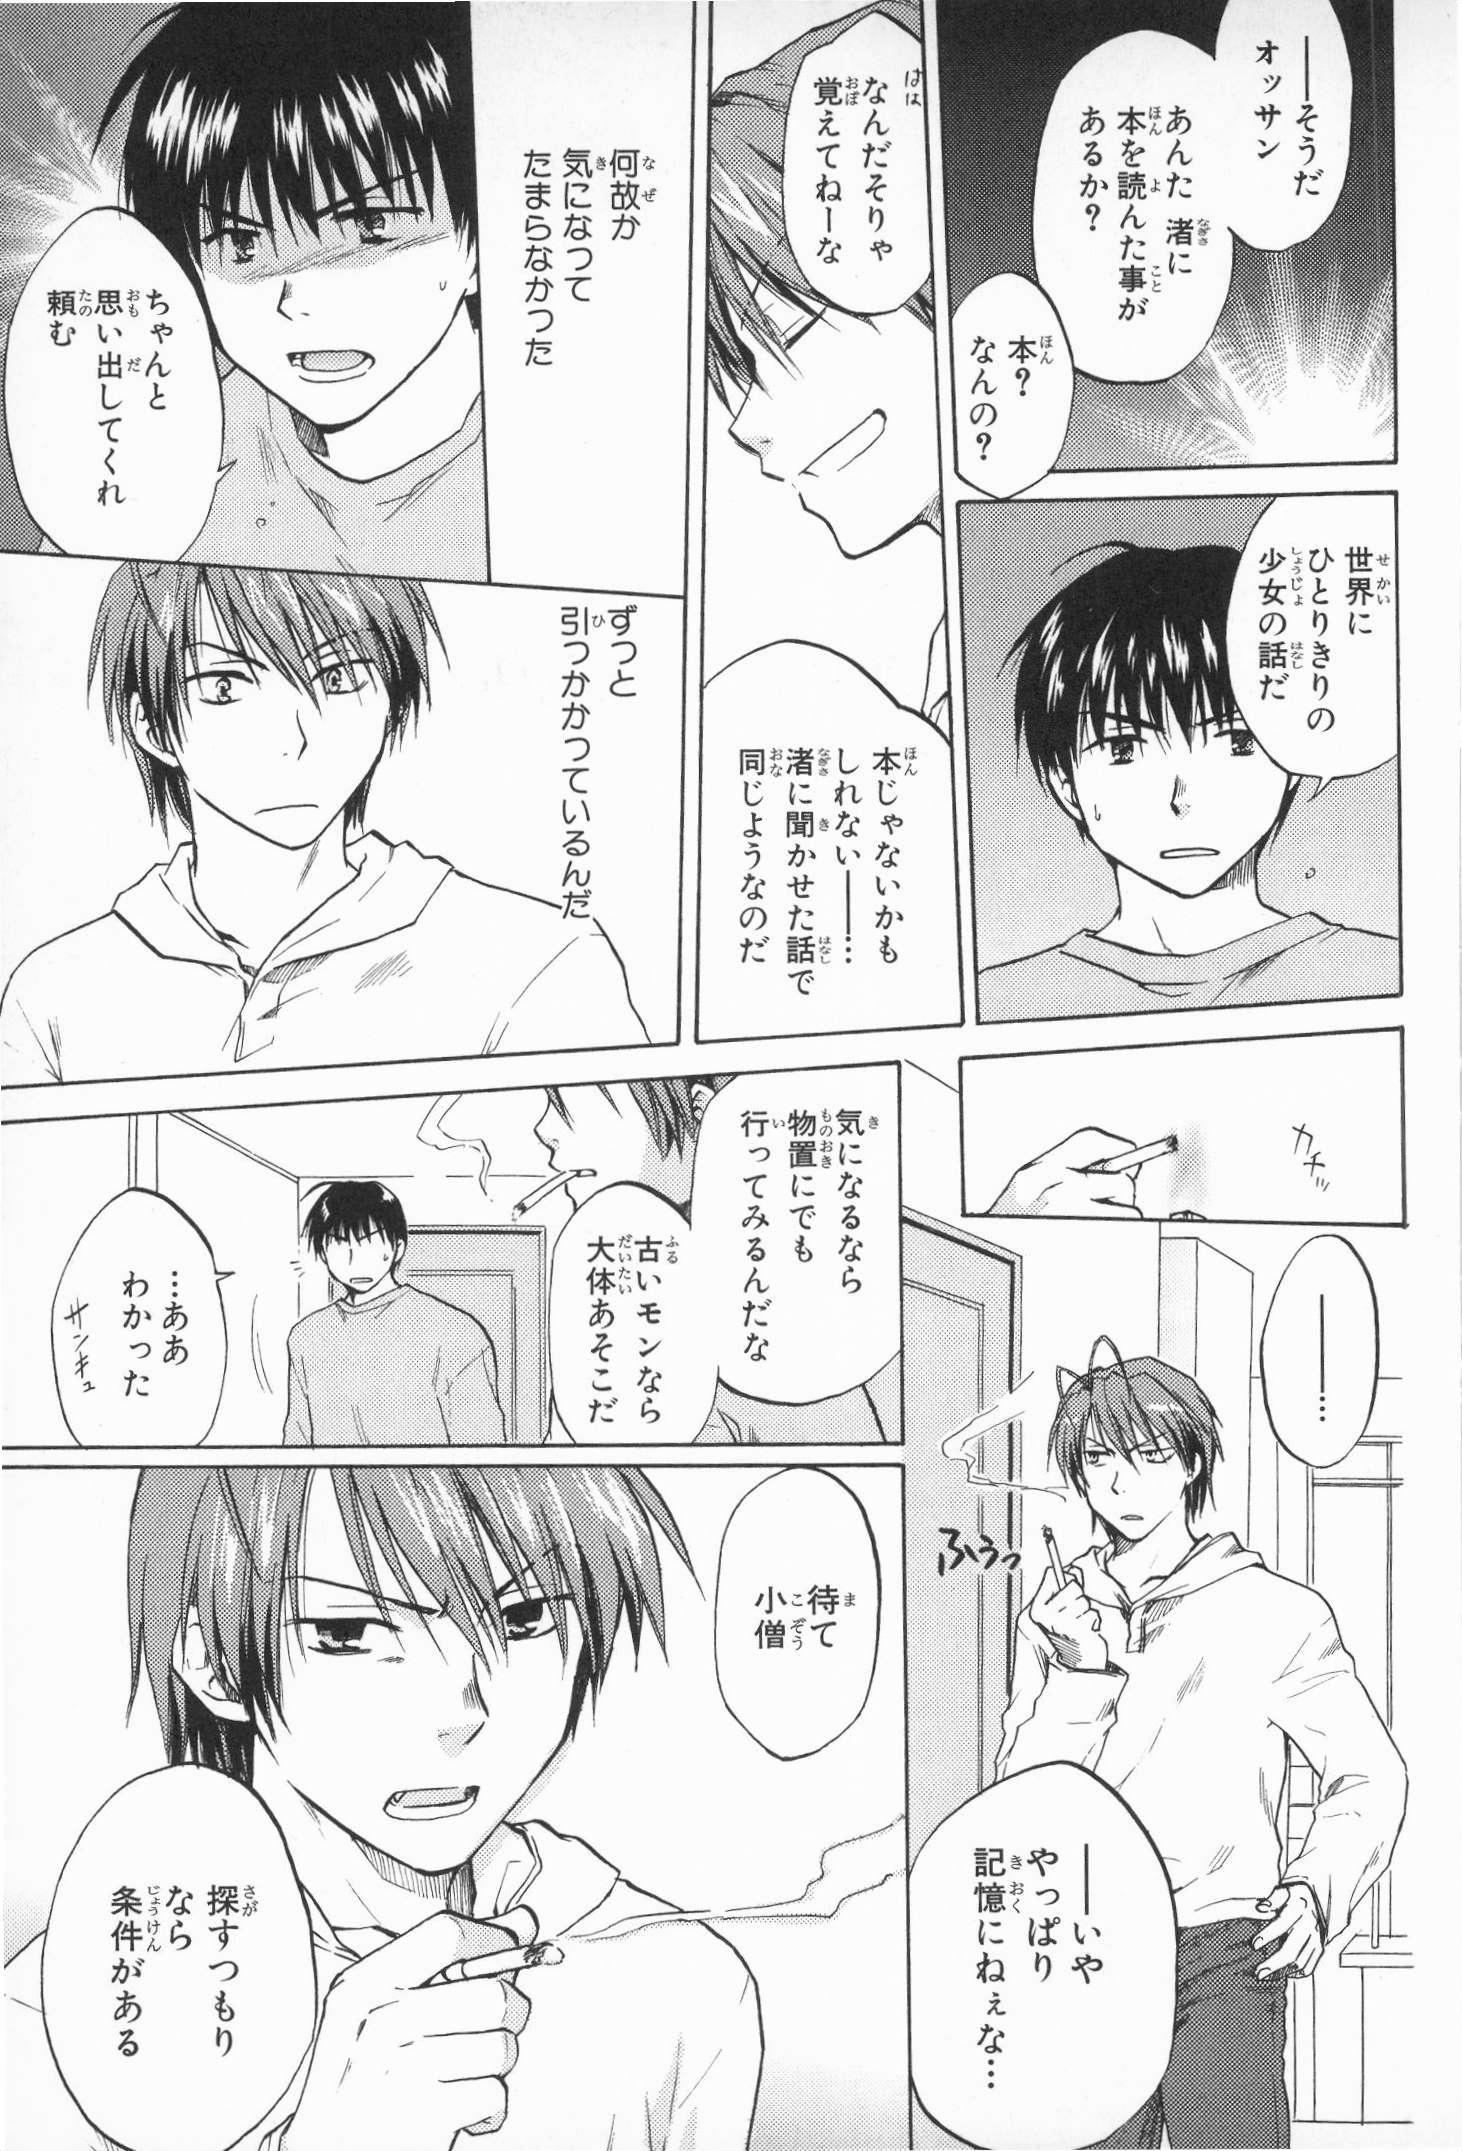 ――そうだ
オッサン
あんた 渚に
本を読んだ事が
あるか？
本？
なんの？
世界に
ひとりきりの
少女の話だ
はは
なんだそりゃ
覚えてねーな
本じゃないかも
しれない――…
渚に聞かせた話で
同じようなのだ
何故か
気になって
たまらなかった
ちゃんと
思い出してくれ
頼む
ずっと
引っかかっているんだ
カチッ
――…
ふぅっ
――いや
やっぱり
記憶にねぇな…
気になるなら
物置にでも
行ってみるんだな
古いモンなら
大体あそこだ
…ああ
わかった
サンキュ
待て
小僧
探すつもり
なら
条件がある